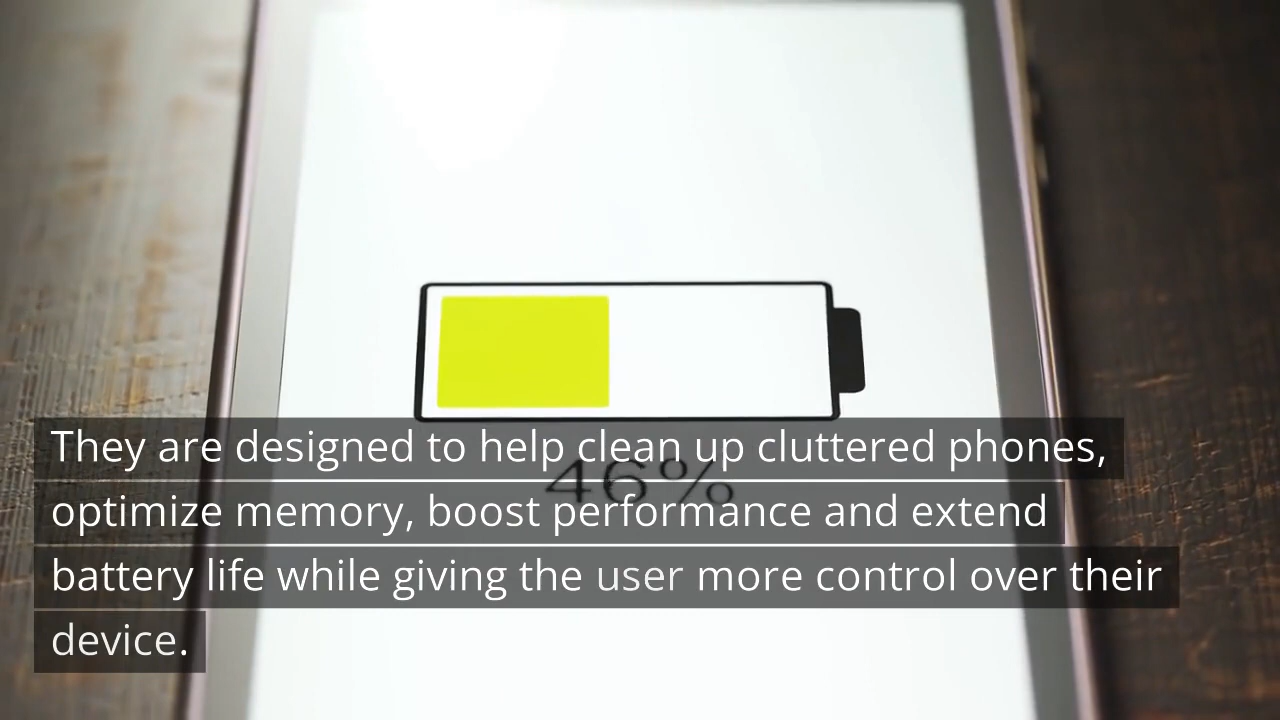 They are designed to help clean up cluttered phones,
46%
optimize memory, boost performance and extend
battery life while giving the user more control over their
device.